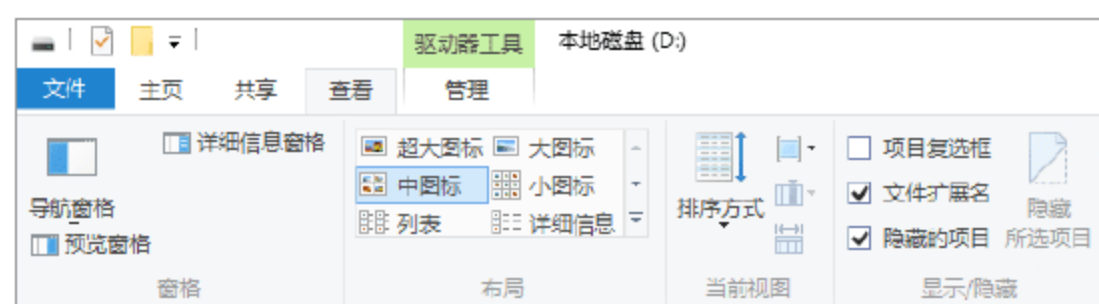 驱动器工具 本地磁盘 (D:)
文件 主页 共享 查看 管理
导航窗格
预览窗格
详细信息窗格
窗格
超大图标 大图标
中图标 小图标
列表 详细信息
布局
排序方式
当前视图
项目复选框
文件扩展名
隐藏的项目
隐藏
所选项目
显示/隐藏